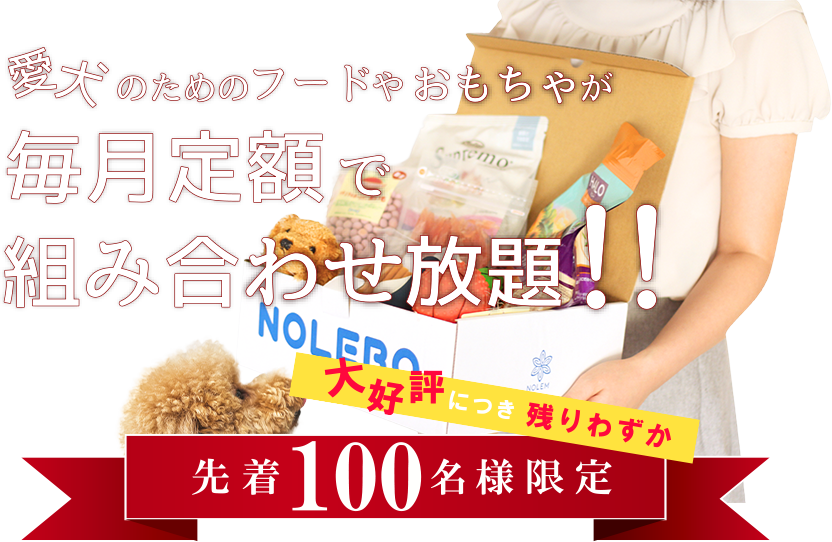 愛犬のためのフードやおもちゃが
毎月定額で
組み合わせ放題!!
Supremo
HALO
NOLEBO
NOLEM
大好評につき 残りわずか
先着100名様限定